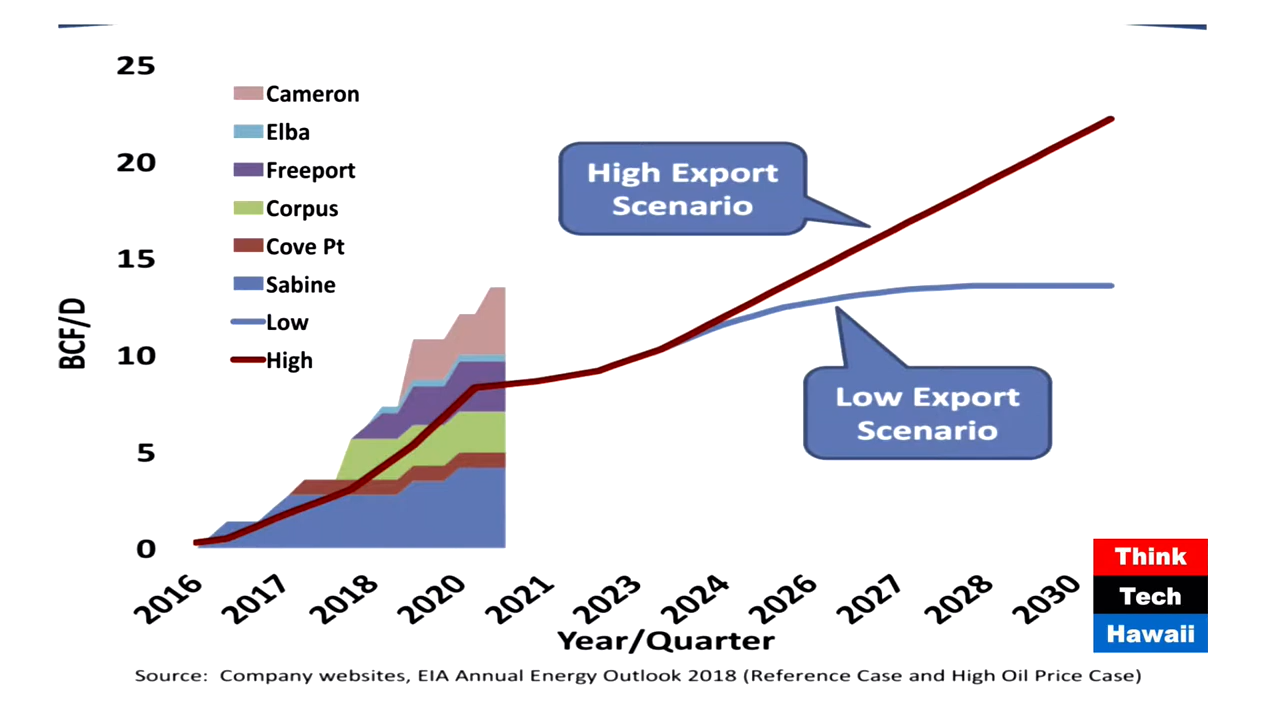 25
20
15
10
5
0
BCF/D
Cameron
Elba
Freeport
Corpus
Cove Pt
Sabine
Low
High
High Export
Scenario
Low Export
Scenario
2016
2017
2018
2020
2021
2023
2024
2026
2027
2028
2030
Year/Quarter
Think
Tech
Hawaii
Source: Company websites, EIA Annual Energy Outlook 2018 (Reference Case and High Oil Price Case)